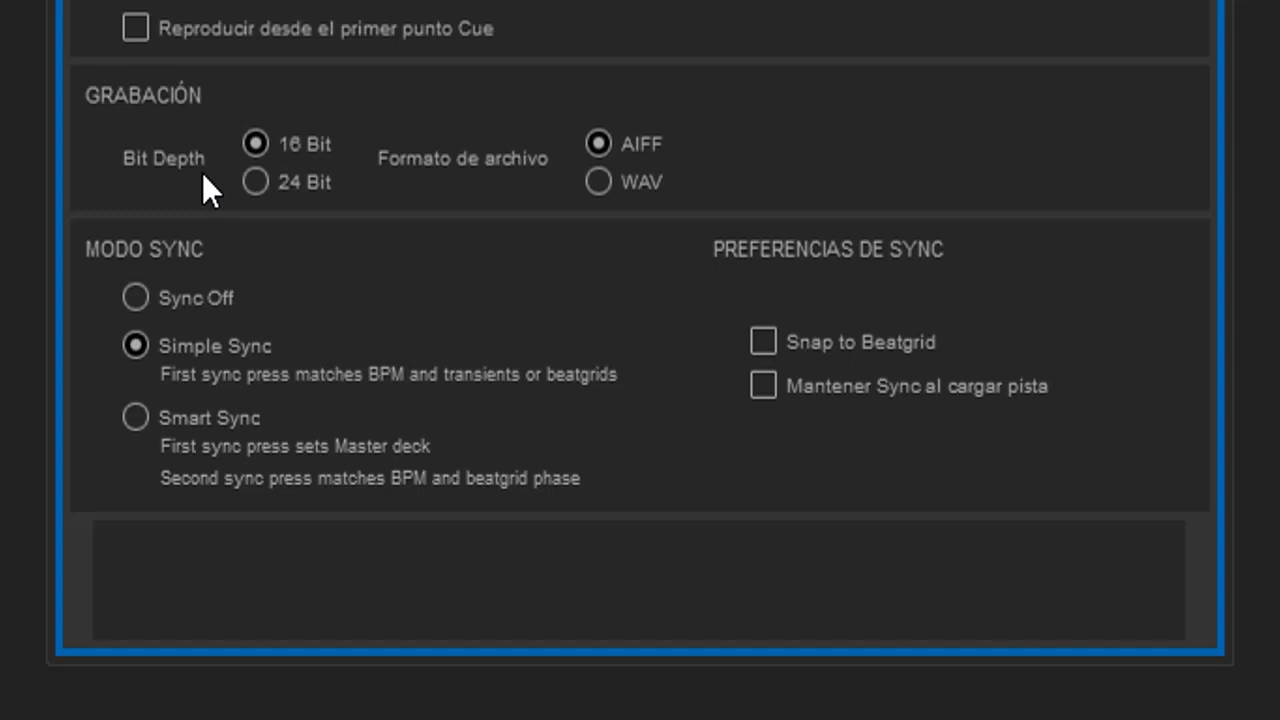 Reproducir desde el primer punto Cue
GRABACIÓN
Bit Depth
16 Bit
24 Bit
Formato de archivo
AIFF
WAV
MODO SYNC
Sync Off
Simple Sync
First sync press matches BPM and transients or beatgrids
Smart Sync
First sync press sets Master deck
Second sync press matches BPM and beatgrid phase
PREFERENCIAS DE SYNC
Snap to Beatgrid
Mantener Sync al cargar pista